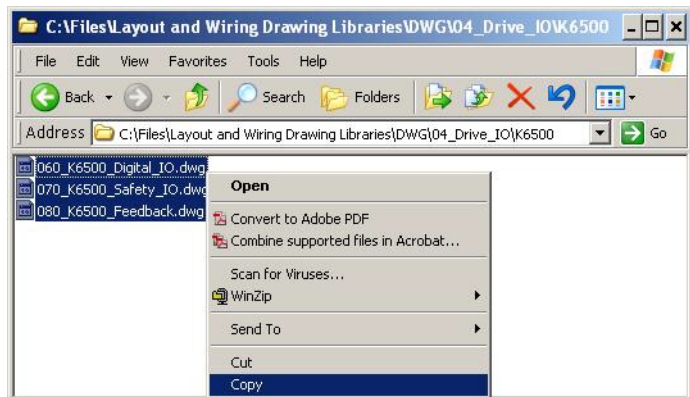 C:\Files\Layout and Wiring Drawing Libraries\DWG\04_Drive_IO\K6500
File Edit View Favorites Tools Help
Back Search Folders
Address C:\Files\Layout and Wiring Drawing Libraries\DWG\04_Drive_IO\K6500 Go
060_K6500_Digital_IO.dwg
070_K6500_Safety_IO.dwg
080_K6500_Feedback.dwg
Open
Convert to Adobe PDF
Combine supported files in Acrobat...
Scan for Viruses...
WinZip
Send To
Cut
Copy